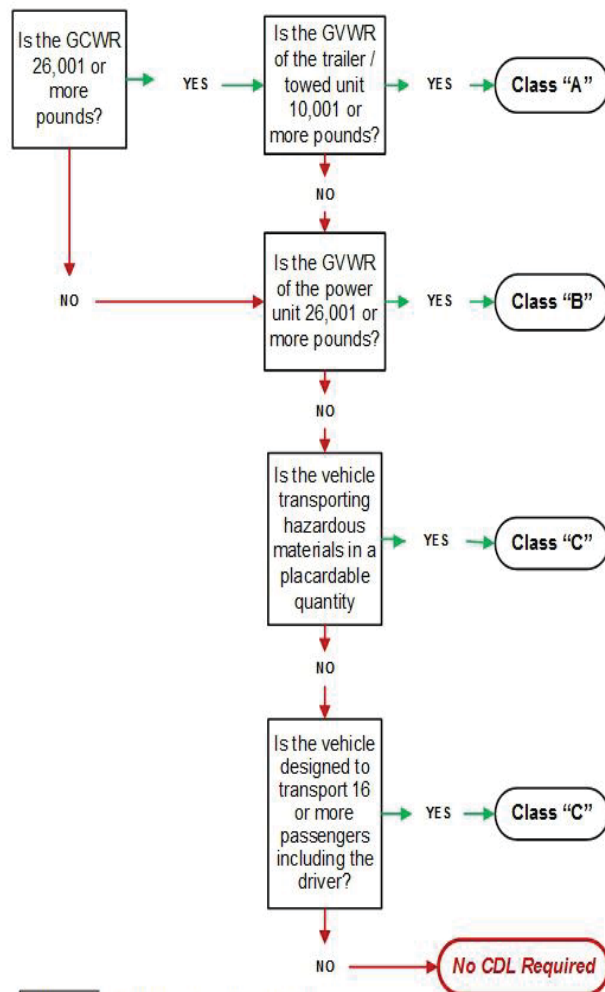 Is the GCWR
26,001 or
more
pounds?
YES
Is the GVWR
of the trailer /
towed unit
10,001 or
more pounds?
YES
Class “A”
NO
NO
Is the GVWR
of the power
unit 26,001 or
more pounds?
YES
Class “B”
NO
Is the vehicle
transporting
hazardous
materials in a
placardable
quantity
YES
Class “C”
NO
Is the vehicle
designed to
transport 16
or more
passengers
including the
driver?
YES
Class “C”
NO
No CDL Required